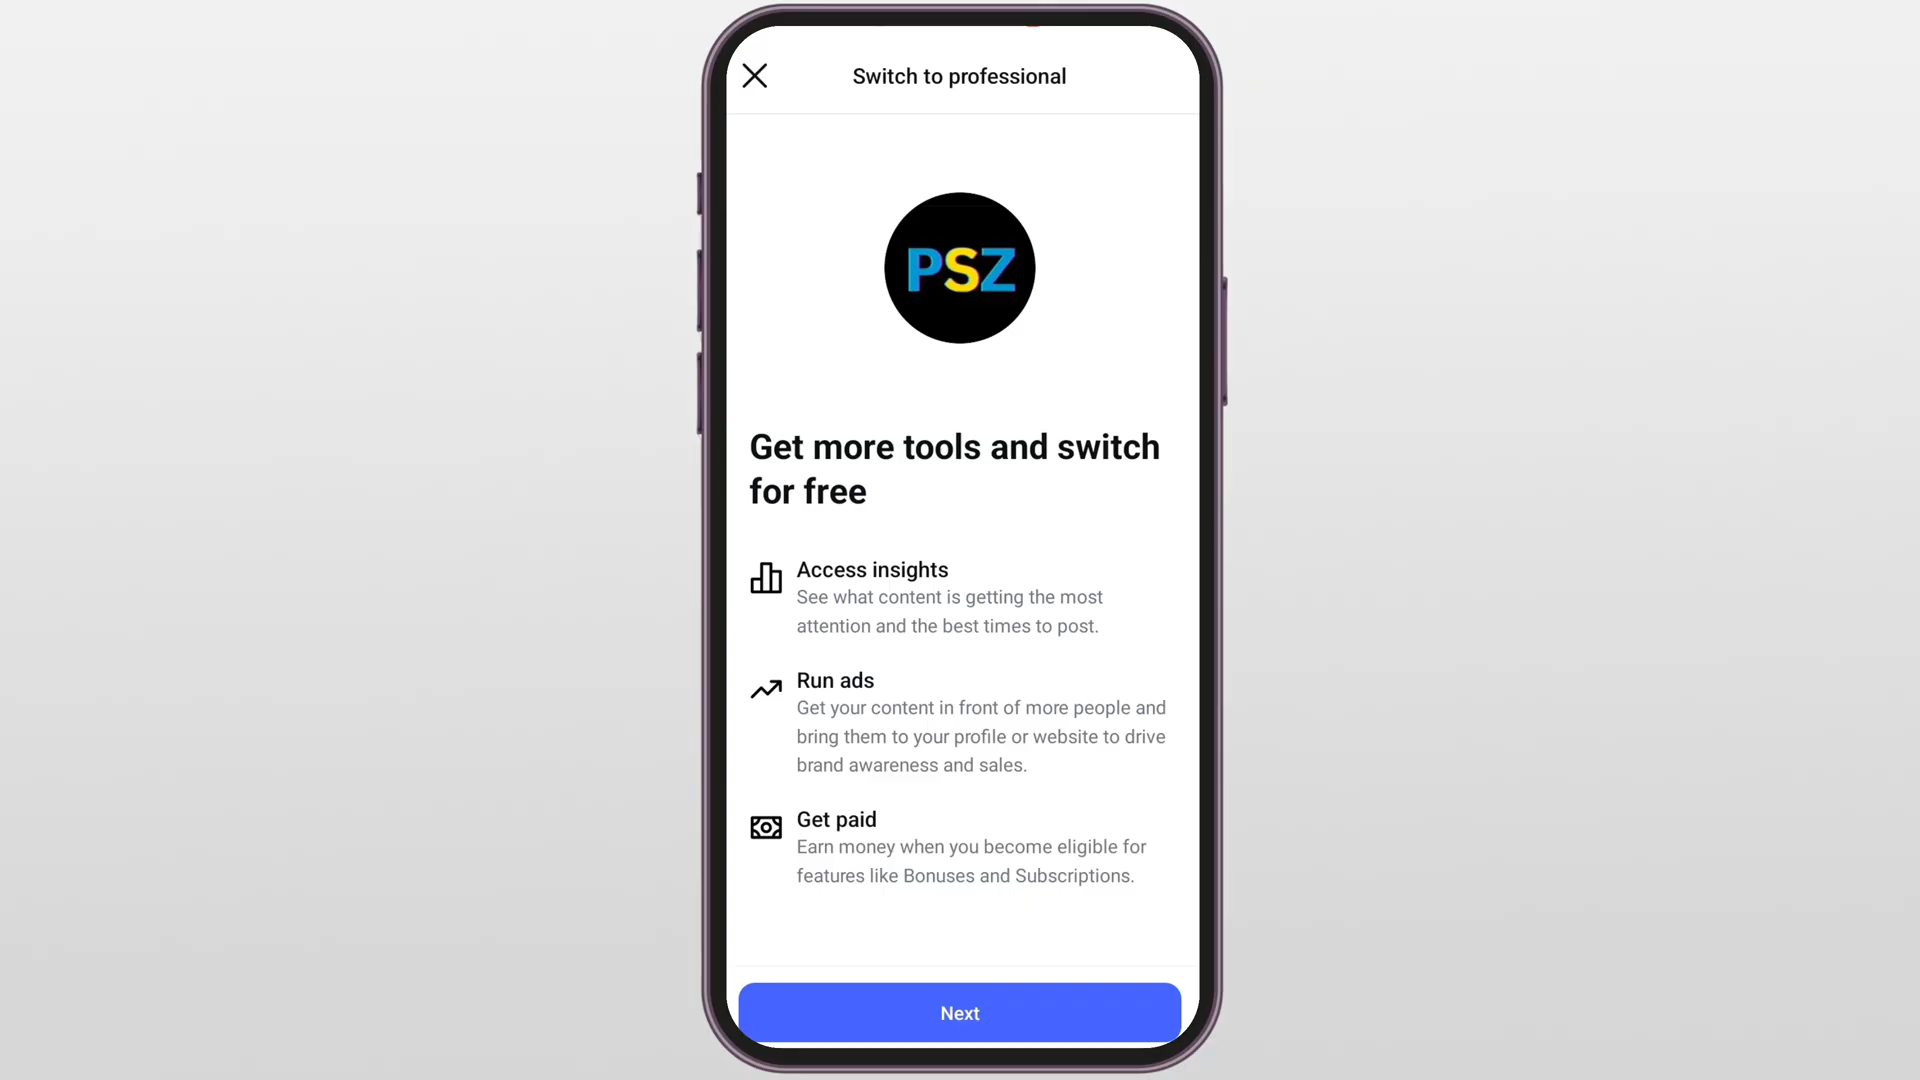 Switch to professional
PSZ
Get more tools and switch
for free
Access insights
See what content is getting the most
attention and the best times to post.
Run ads
Get your content in front of more people and
bring them to your profile or website to drive
brand awareness and sales.
Get paid
Earn money when you become eligible for
features like Bonuses and Subscriptions.
Next